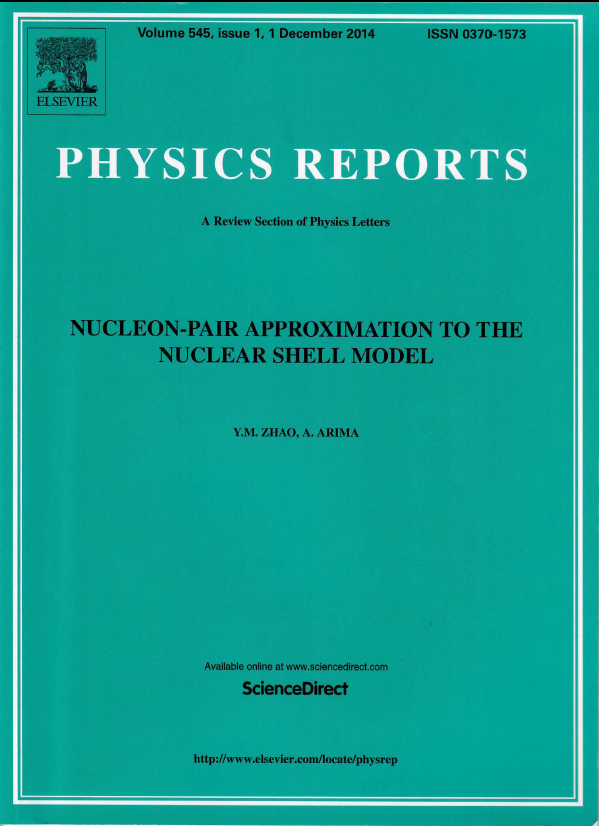 Volume 545, issue 1, 1 December 2014
ISSN 0370-1573
ELSEVIER
PHYSICS REPORTS
A Review Section of Physics Letters
NUCLEON-PAIR APPROXIMATION TO THE
NUCLEAR SHELL MODEL
Y.M. ZHAO, A. ARIMA
Available online at www.sciencedirect.com
ScienceDirect
http://www.elsevier.com/locate/physrep